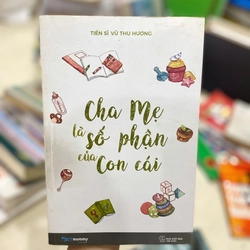 TIẾN SĨ VŨ THU HƯƠNG
Cha Mẹ
là số phận
của Con cái